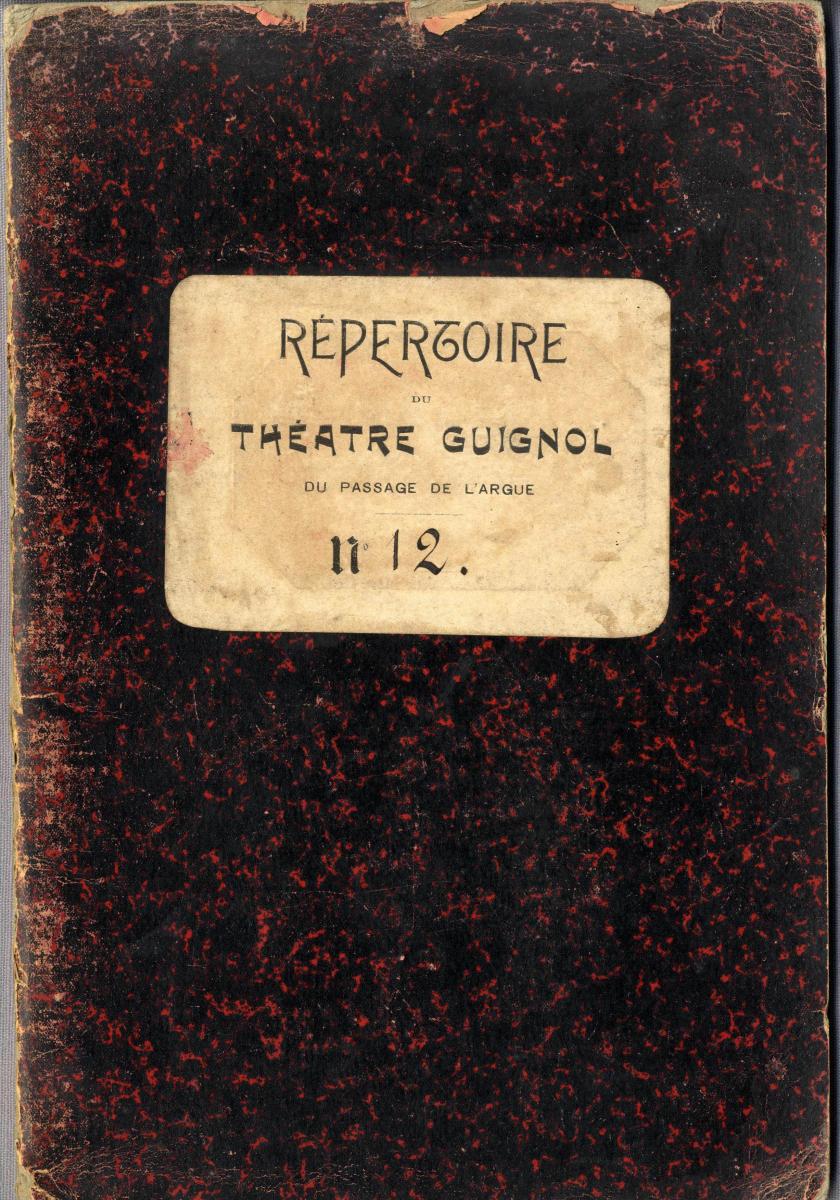 RÉPERTOIRE
DU
THÉATRE GUIGNOL
DU PASSAGE DE L'ARGUE
No 12.